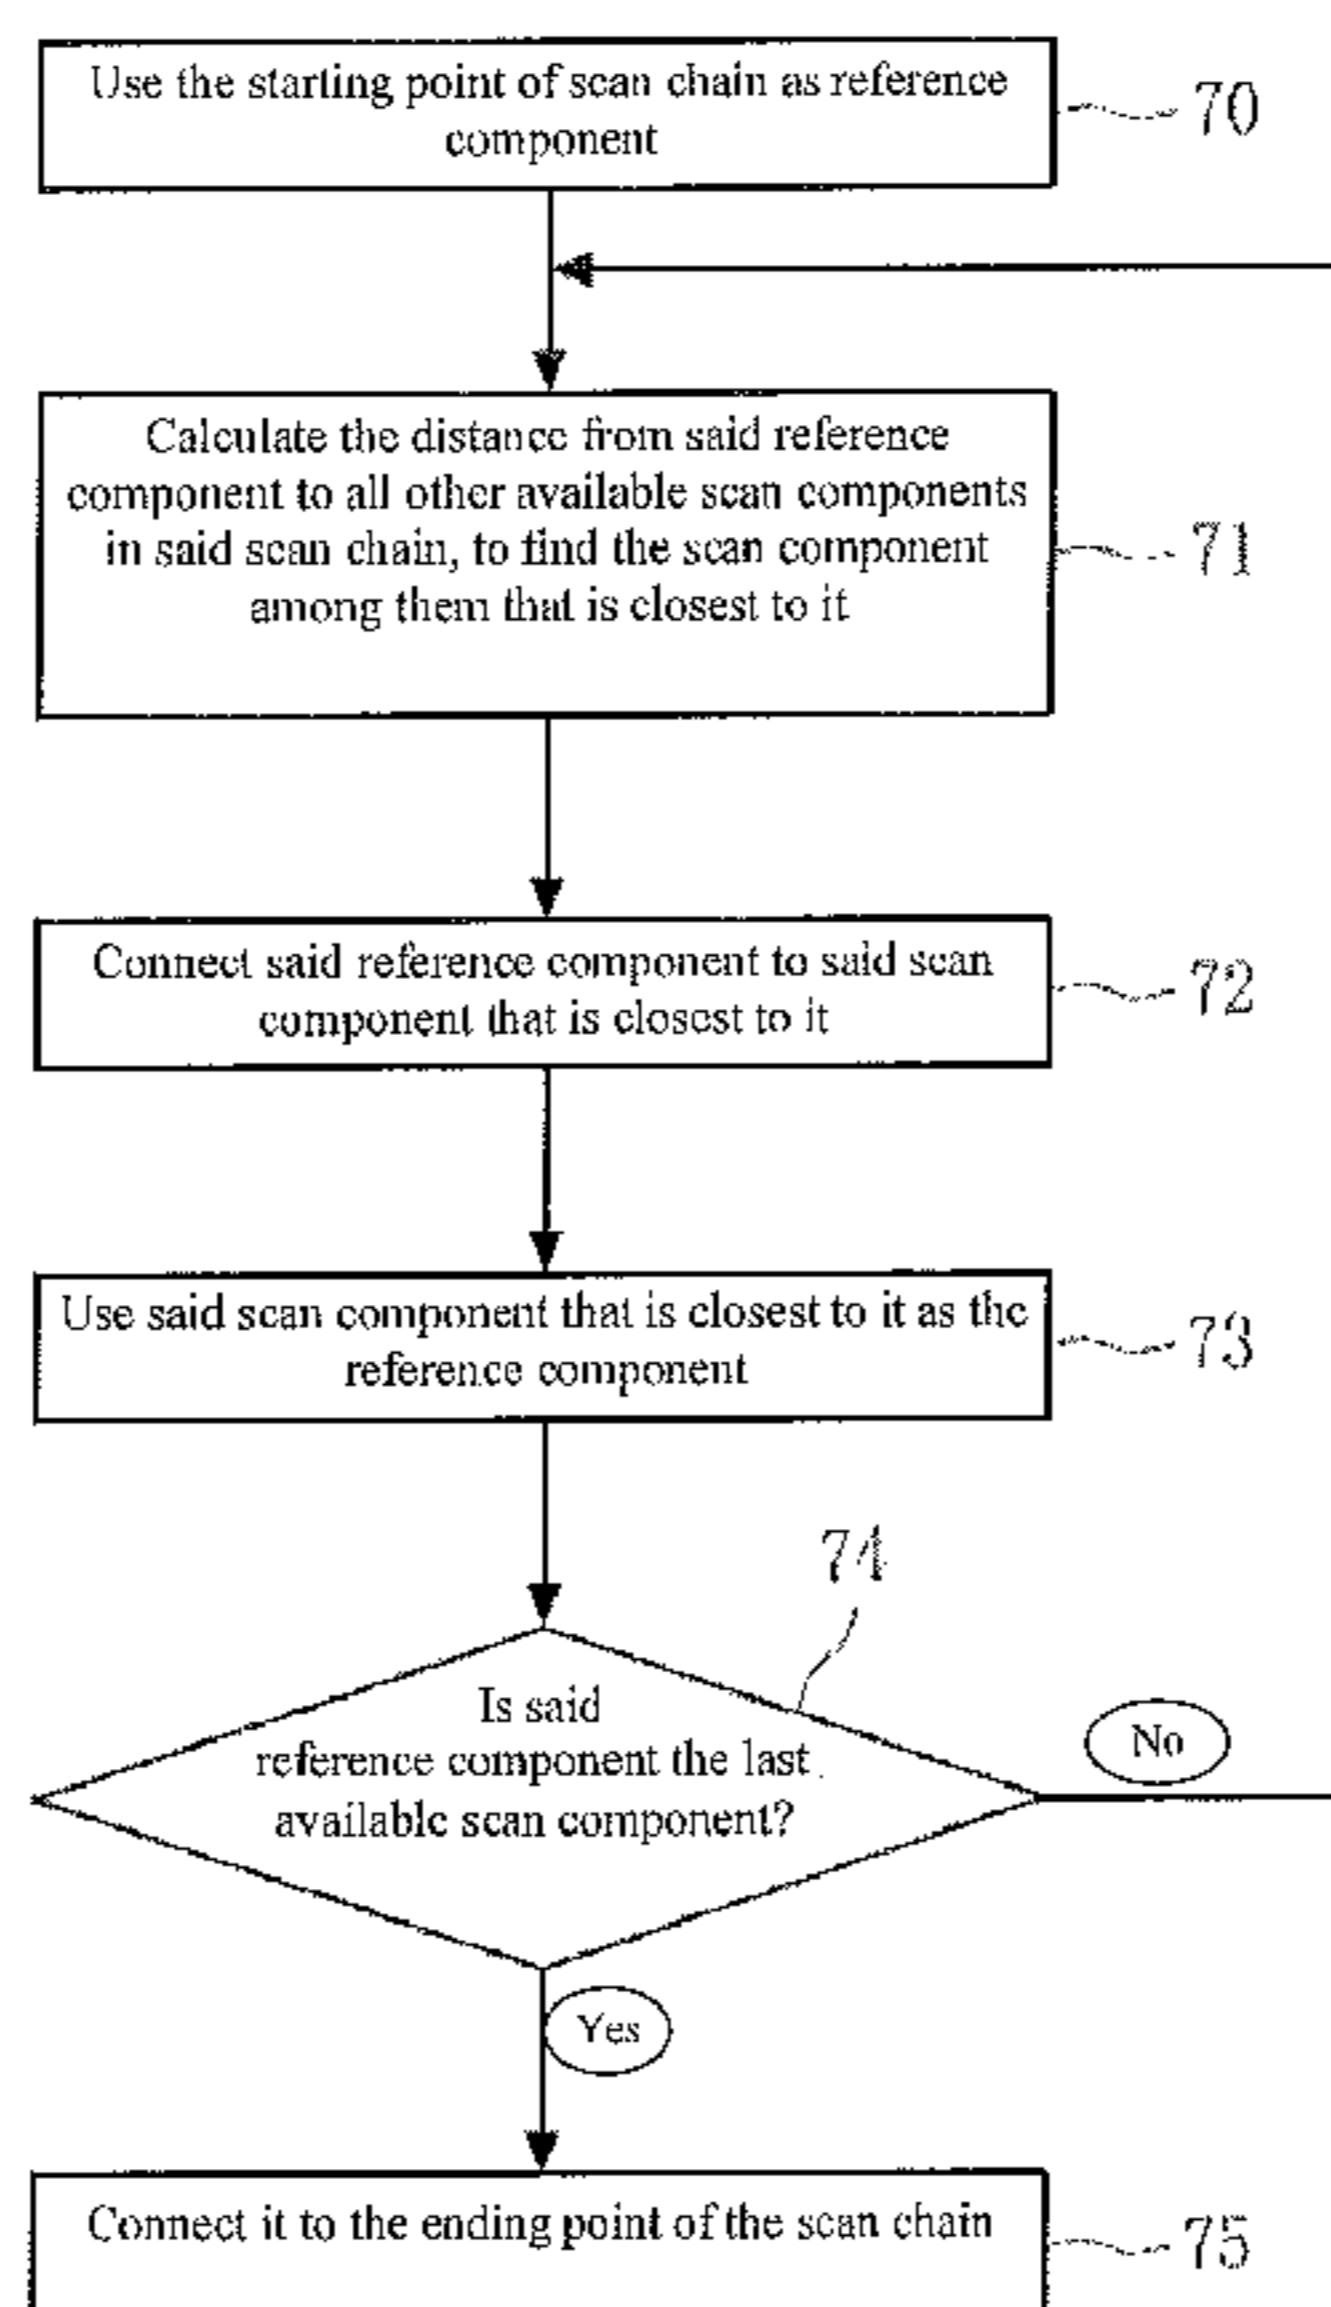 Use the starting point of scan chain as reference
component
70
Calculate the distance from said reference
component to all other available scan components
in said scan chain, to find the scan component
among them that is closest to it
71
Connect said reference component to said scan
component that is closest to it
72
Use said scan component that is closest to it as the
reference component
73
74
Is said
reference component the last
available scan component?
No
Yes
Connect it to the ending point of the scan chain
75